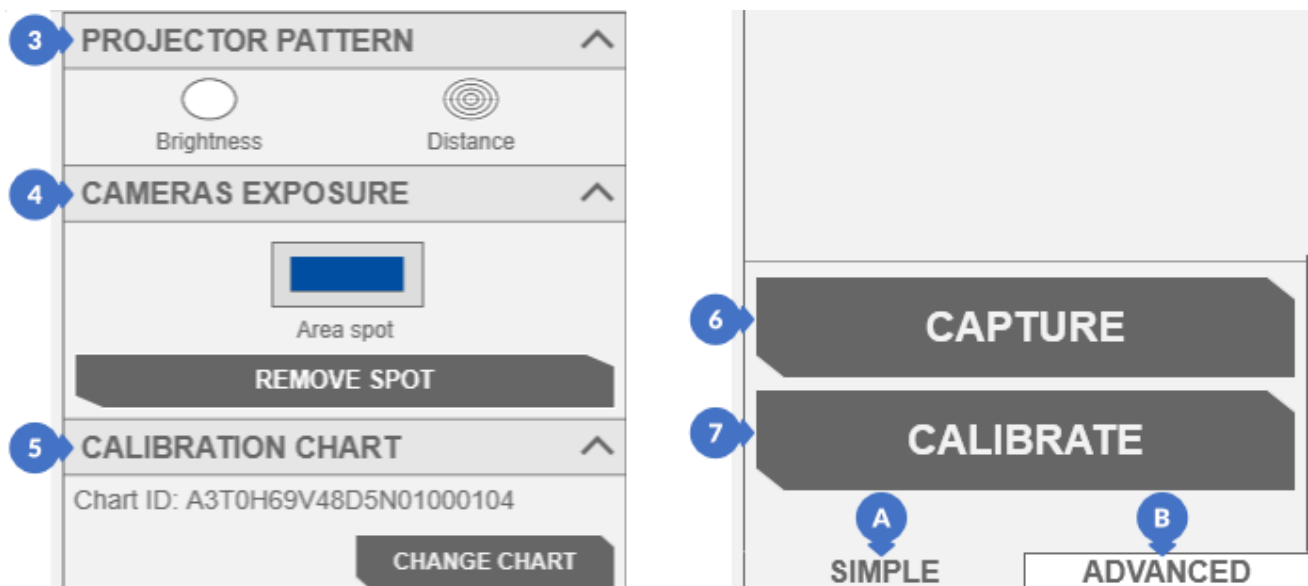 3 PROJECTOR PATTERN
Brightness Distance
4 CAMERAS EXPOSURE
Area spot
REMOVE SPOT
5 CALIBRATION CHART
Chart ID: A3T0H69V48D5N01000104
CHANGE CHART
6 CAPTURE
7 CALIBRATE
A B
SIMPLE ADVANCED